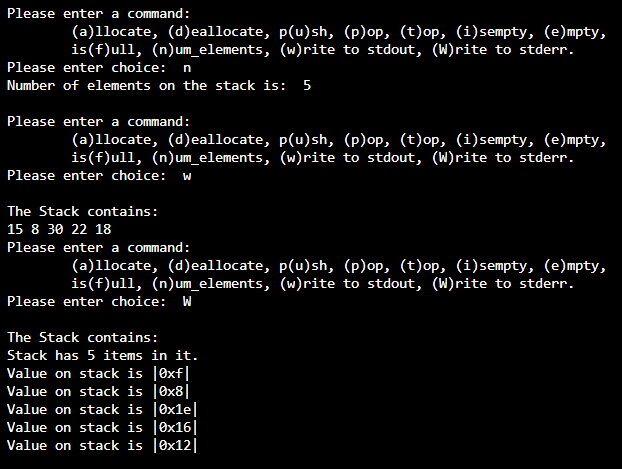 Please enter a command:
(a)llocate, (d)eallocate, p(u)sh, (p)op, (t)op, (i)sempty, (e)mpty,
is(f)ull, (n)um_elements, (w)rite to stdout, (W)rite to stderr.
Please enter choice:  n
Number of elements on the stack is:  5
Please enter a command:
(a)llocate, (d)eallocate, p(u)sh, (p)op, (t)op, (i)sempty, (e)mpty,
is(f)ull, (n)um_elements, (w)rite to stdout, (W)rite to stderr.
Please enter choice:  w
The Stack contains:
15 8 30 22 18
Please enter a command:
(a)llocate, (d)eallocate, p(u)sh, (p)op, (t)op, (i)sempty, (e)mpty,
is(f)ull, (n)um_elements, (w)rite to stdout, (W)rite to stderr.
Please enter choice:  W
The Stack contains:
Stack has 5 items in it.
Value on stack is |0xf|
Value on stack is |0x8|
Value on stack is |0x1e|
Value on stack is |0x16|
Value on stack is |0x12|